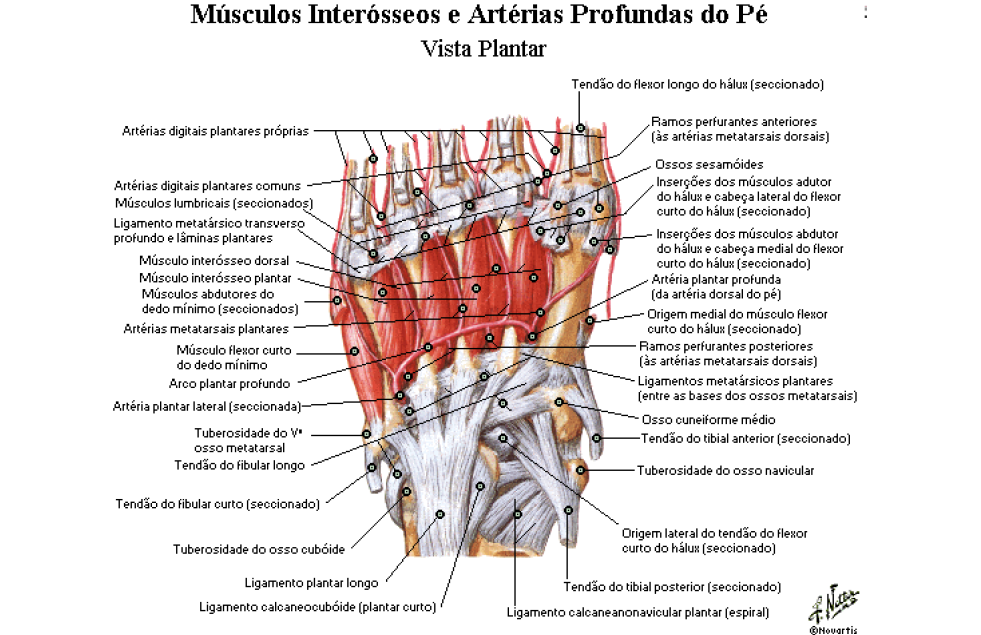 Músculos Interósseos e Artérias Profundas do Pé
Vista Plantar
Tendão do flexor longo do hálux (seccionado)
Artérias digitais plantares próprias
Ramos perfurantes anteriores
(às artérias metatarsais dorsais)
Ossos sesamóides
Artérias digitais plantares comuns
Músculos lumbricais (seccionados)
Ligamento metatársico transverso
profundo e lâminas plantares
Inserções dos músculos adutor
do hálux e cabeça lateral do flexor
curto do hálux (seccionado)
Inserções dos músculos abdutor
do hálux e cabeça medial do flexor
curto do hálux (seccionado)
Músculo interósseo dorsal
Músculo interósseo plantar
Músculos abdutores do
dedo mínimo (seccionados)
Artéria plantar profunda
(da artéria dorsal do pé)
Artérias metatarsais plantares
Origem medial do músculo flexor
curto do hálux (seccionado)
Músculo flexor curto
do dedo mínimo
Ramos perfurantes posteriores
(às artérias metatarsais dorsais)
Arco plantar profundo
Ligamentos metatársicos plantares
(entre as bases dos ossos metatarsais)
Artéria plantar lateral (seccionada)
Osso cuneiforme médio
Tuberosidade do Vº
osso metatarsal
Tendão do tibial anterior (seccionado)
Tendão do fibular longo
Tuberosidade do osso navicular
Tendão do fibular curto (seccionado)
Origem lateral do tendão do flexor
curto do hálux (seccionado)
Tuberosidade do osso cubóide
Ligamento plantar longo
Tendão do tibial posterior (seccionado)
Ligamento calcaneocubóide (plantar curto)
Ligamento calcaneanonavicular plantar (espiral)
©Novartis